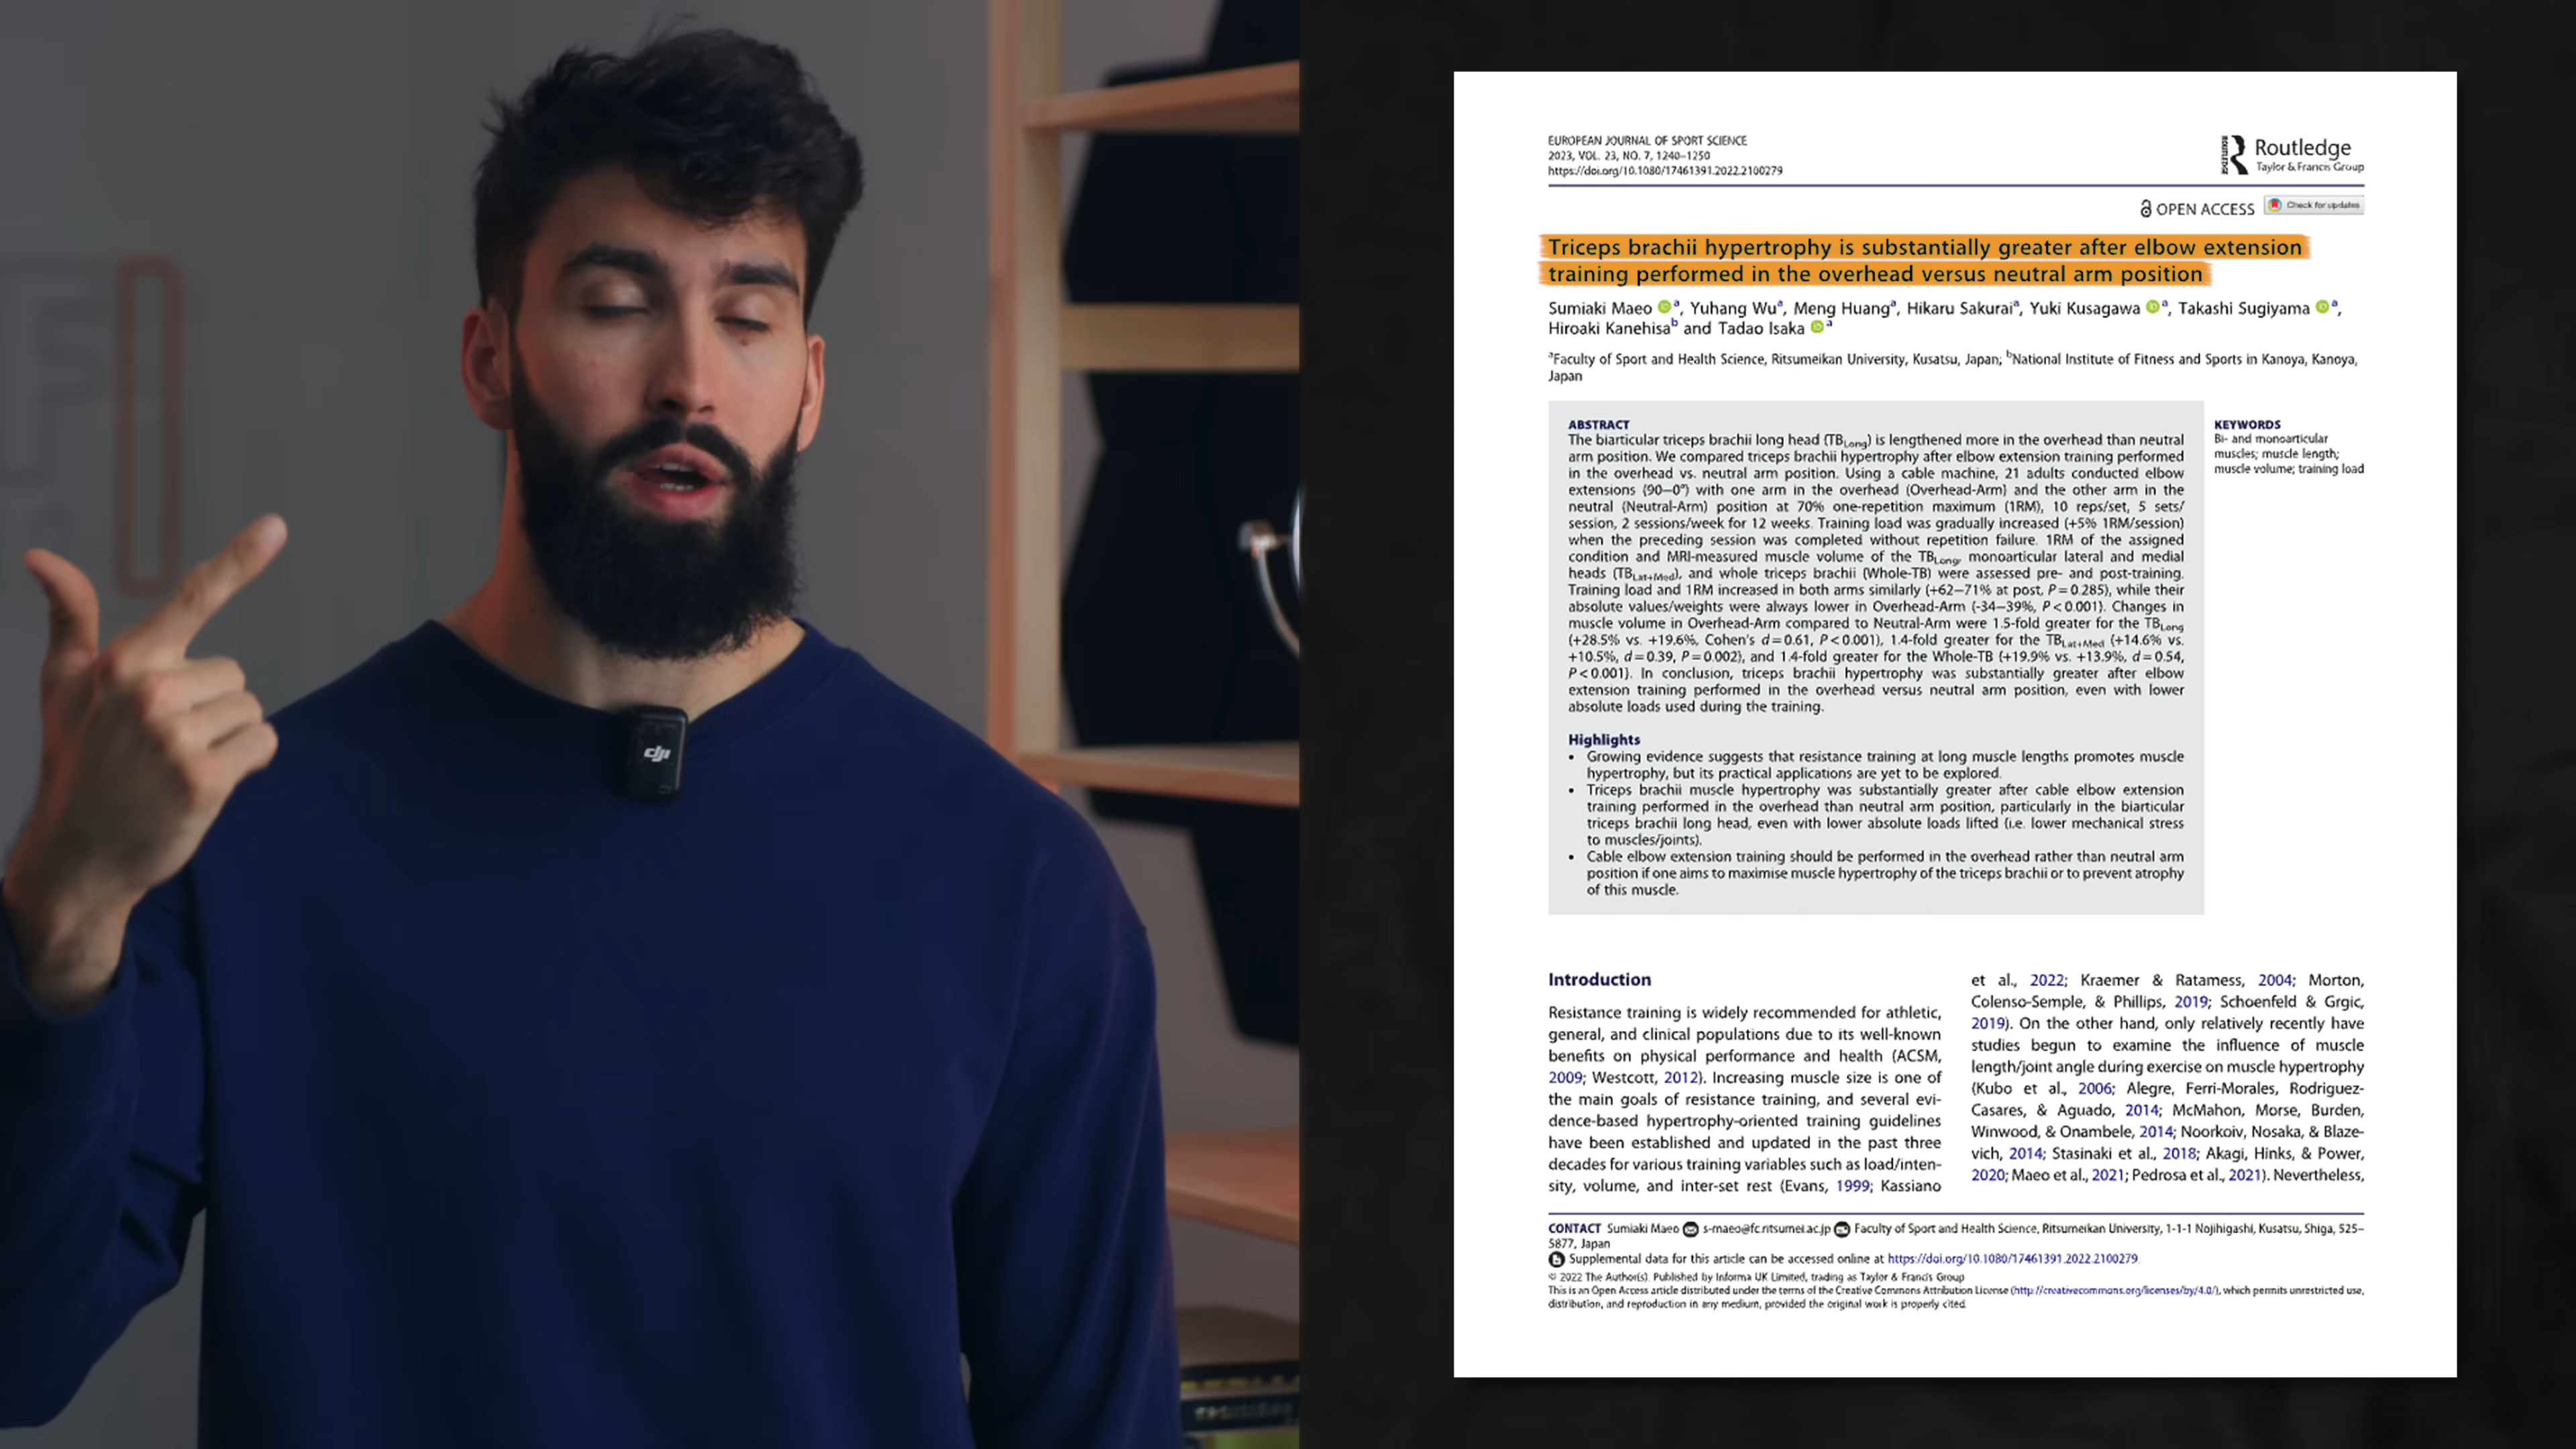 dji
EUROPEAN JOURNAL OF SPORT SCIENCE
2023, VOL. 23, NO. 7, 1240–1250
https://doi.org/10.1080/17461391.2022.2100279
ROUTLEDGE
Routledge
Taylor & Francis Group
OPEN ACCESS
Check for updates
Triceps brachii hypertrophy is substantially greater after elbow extension
training performed in the overhead versus neutral arm position
Sumiaki Maeo a, Yuhang Wua, Meng Huanga, Hikaru Sakuraia, Yuki Kusagawa a, Takashi Sugiyama a,
Hiroaki Kanehisab and Tadao Isaka a
aFaculty of Sport and Health Science, Ritsumeikan University, Kusatsu, Japan; bNational Institute of Fitness and Sports in Kanoya, Kanoya,
Japan
ABSTRACT
The biarticular triceps brachii long head (TBLong) is lengthened more in the overhead than neutral
arm position. We compared triceps brachii hypertrophy after elbow extension training performed
in the overhead vs. neutral arm position. Using a cable machine, 21 adults conducted elbow
extensions (90–0°) with one arm in the overhead (Overhead-Arm) and the other arm in the
neutral (Neutral-Arm) position at 70% one-repetition maximum (1RM), 10 reps/set, 5 sets/
session, 2 sessions/week for 12 weeks. Training load was gradually increased (+5% 1RM/session)
when the preceding session was completed without repetition failure. 1RM of the assigned
condition and MRI-measured muscle volume of the TBLong, monoarticular lateral and medial
heads (TBLat+Med), and whole triceps brachii (Whole-TB) were assessed pre- and post-training.
Training load and 1RM increased in both arms similarly (+62–71% at post, P = 0.285), while their
absolute values/weights were always lower in Overhead-Arm (-34–39%, P < 0.001). Changes in
muscle volume in Overhead-Arm compared to Neutral-Arm were 1.5-fold greater for the TBLong
(+28.5% vs. +19.6%, Cohen's d = 0.61, P < 0.001), 1.4-fold greater for the TBLat+Med (+14.6% vs.
+10.5%, d = 0.39, P = 0.002), and 1.4-fold greater for the Whole-TB (+19.9% vs. +13.9%, d = 0.54,
P < 0.001). In conclusion, triceps brachii hypertrophy was substantially greater after elbow
extension training performed in the overhead versus neutral arm position, even with lower
absolute loads used during the training.
Highlights
• Growing evidence suggests that resistance training at long muscle lengths promotes muscle
hypertrophy, but its practical applications are yet to be explored.
• Triceps brachii muscle hypertrophy was substantially greater after cable elbow extension
training performed in the overhead than neutral arm position, particularly in the biarticular
triceps brachii long head, even with lower absolute loads lifted (i.e. lower mechanical stress
to muscles/joints).
• Cable elbow extension training should be performed in the overhead rather than neutral arm
position if one aims to maximise muscle hypertrophy of the triceps brachii or to prevent atrophy
of this muscle.
KEYWORDS
Bi- and monoarticular
muscles; muscle length;
muscle volume; training load
Introduction
Resistance training is widely recommended for athletic,
general, and clinical populations due to its well-known
benefits on physical performance and health (ACSM,
2009; Westcott, 2012). Increasing muscle size is one of
the main goals of resistance training, and several evi-
dence-based hypertrophy-oriented training guidelines
have been established and updated in the past three
decades for various training variables such as load/inten-
sity, volume, and inter-set rest (Evans, 1999; Kassiano
et al., 2022; Kraemer & Ratamess, 2004; Morton,
Colenso-Semple, & Phillips, 2019; Schoenfeld & Grgic,
2019). On the other hand, only relatively recently have
studies begun to examine the influence of muscle
length/joint angle during exercise on muscle hypertrophy
(Kubo et al., 2006; Alegre, Ferri-Morales, Rodriguez-
Casares, & Aguado, 2014; McMahon, Morse, Burden,
Winwood, & Onambele, 2014; Noorkoiv, Nosaka, & Blaze-
vich, 2014; Stasinaki et al., 2018; Akagi, Hinks, & Power,
2020; Maeo et al., 2021; Pedrosa et al., 2021). Nevertheless,
CONTACT Sumiaki Maeo s-maeo@fc.ritsumei.ac.jp Faculty of Sport and Health Science, Ritsumeikan University, 1-1-1 Nojihigashi, Kusatsu, Shiga, 525–
5877, Japan
Supplemental data for this article can be accessed online at https://doi.org/10.1080/17461391.2022.2100279.
© 2022 The Author(s). Published by Informa UK Limited, trading as Taylor & Francis Group
This is an Open Access article distributed under the terms of the Creative Commons Attribution License (http://creativecommons.org/licenses/by/4.0/), which permits unrestricted use,
distribution, and reproduction in any medium, provided the original work is properly cited.